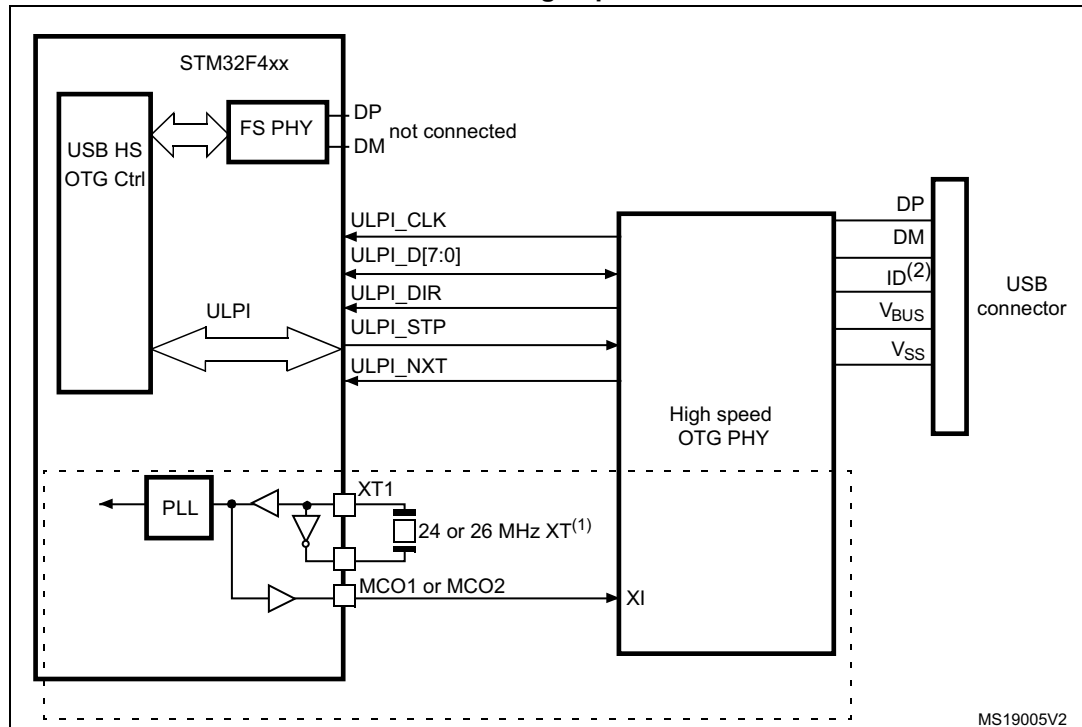 STM32F4xx
USB HS
OTG Ctrl
FS PHY
DP
DM
not connected
ULPI_CLK
ULPI_D[7:0]
ULPI_DIR
ULPI_STP
ULPI_NXT
ULPI
High speed
OTG PHY
DP
DM
ID(2)
VBUS
VSS
USB
connector
PLL
XT1
24 or 26 MHz XT(1)
MCO1 or MCO2
XI
MS19005V2